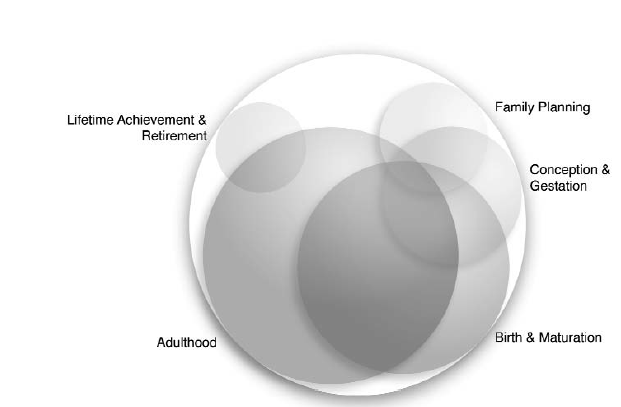 Lifetime Achievement &
Retirement
Family Planning
Conception &
Gestation
Adulthood
Birth & Maturation